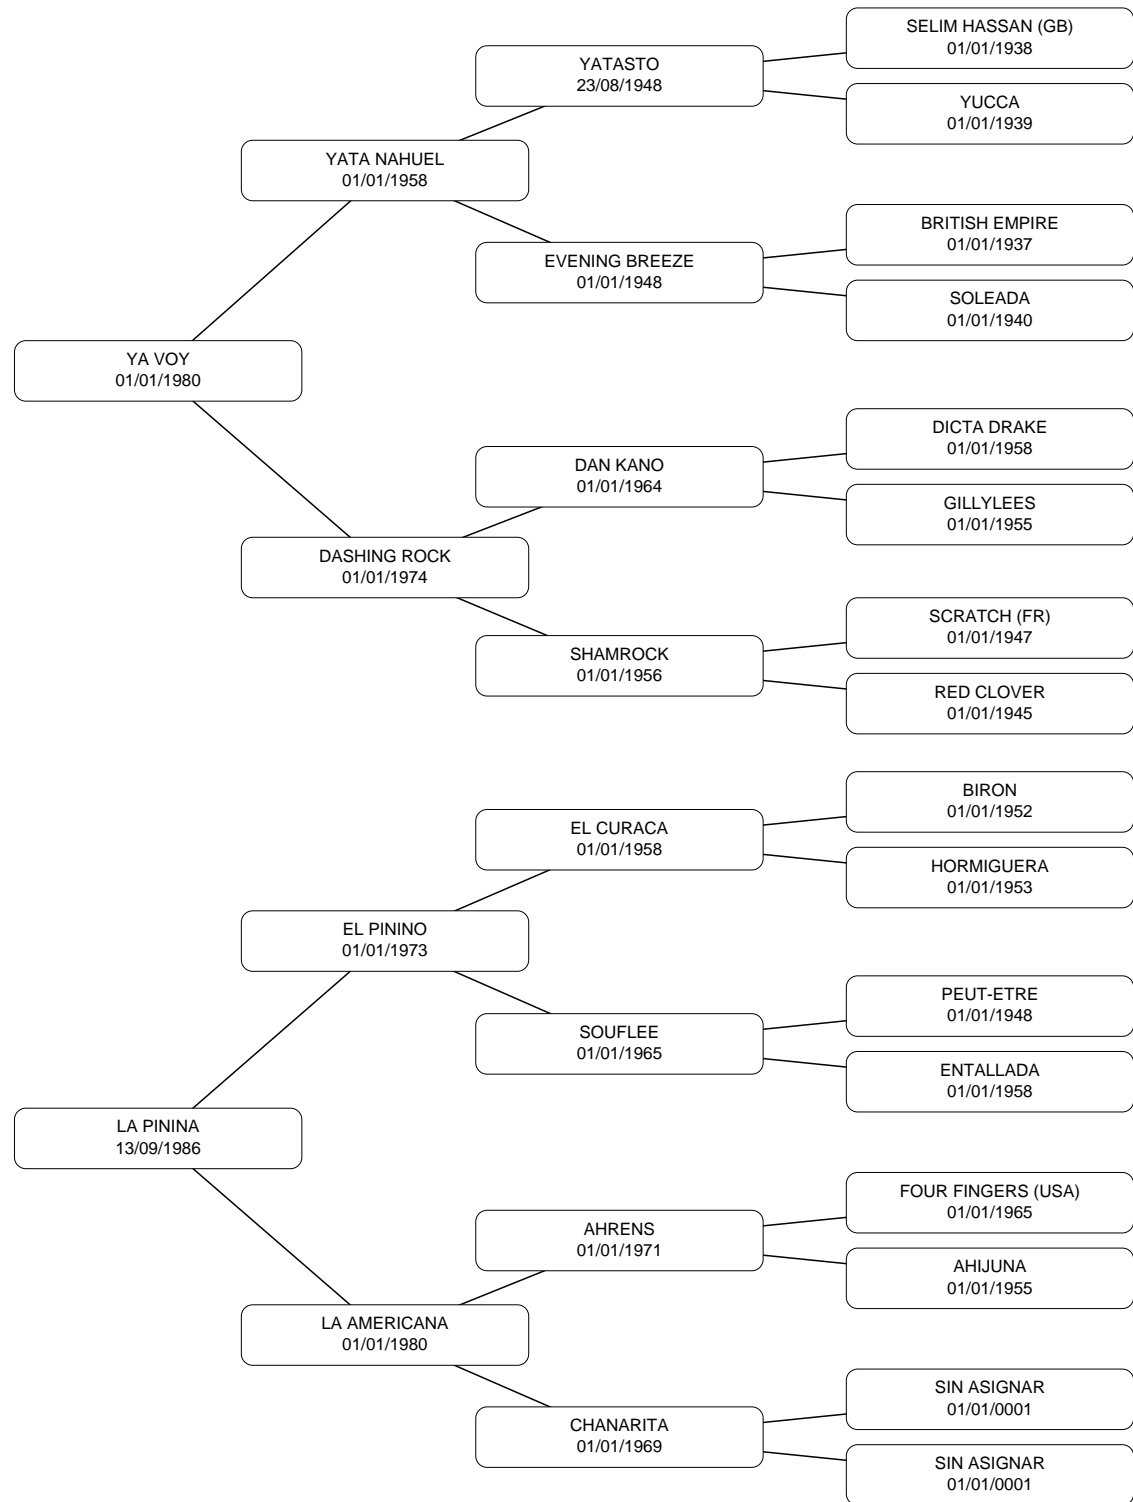 SELIM HASSAN (GB)
01/01/1938
YATASTO
23/08/1948
YUCCA
01/01/1939
YATA NAHUEL
01/01/1958
BRITISH EMPIRE
01/01/1937
EVENING BREEZE
01/01/1948
SOLEADA
01/01/1940
YA VOY
01/01/1980
DICTA DRAKE
01/01/1958
DAN KANO
01/01/1964
GILLYLEES
01/01/1955
DASHING ROCK
01/01/1974
SCRATCH (FR)
01/01/1947
SHAMROCK
01/01/1956
RED CLOVER
01/01/1945
BIRON
01/01/1952
EL CURACA
01/01/1958
HORMIGUERA
01/01/1953
EL PININO
01/01/1973
PEUT-ETRE
01/01/1948
SOUFLEE
01/01/1965
ENTALLADA
01/01/1958
LA PININA
13/09/1986
FOUR FINGERS (USA)
01/01/1965
AHRENS
01/01/1971
AHIJUNA
01/01/1955
LA AMERICANA
01/01/1980
SIN ASIGNAR
01/01/0001
CHANARITA
01/01/1969
SIN ASIGNAR
01/01/0001